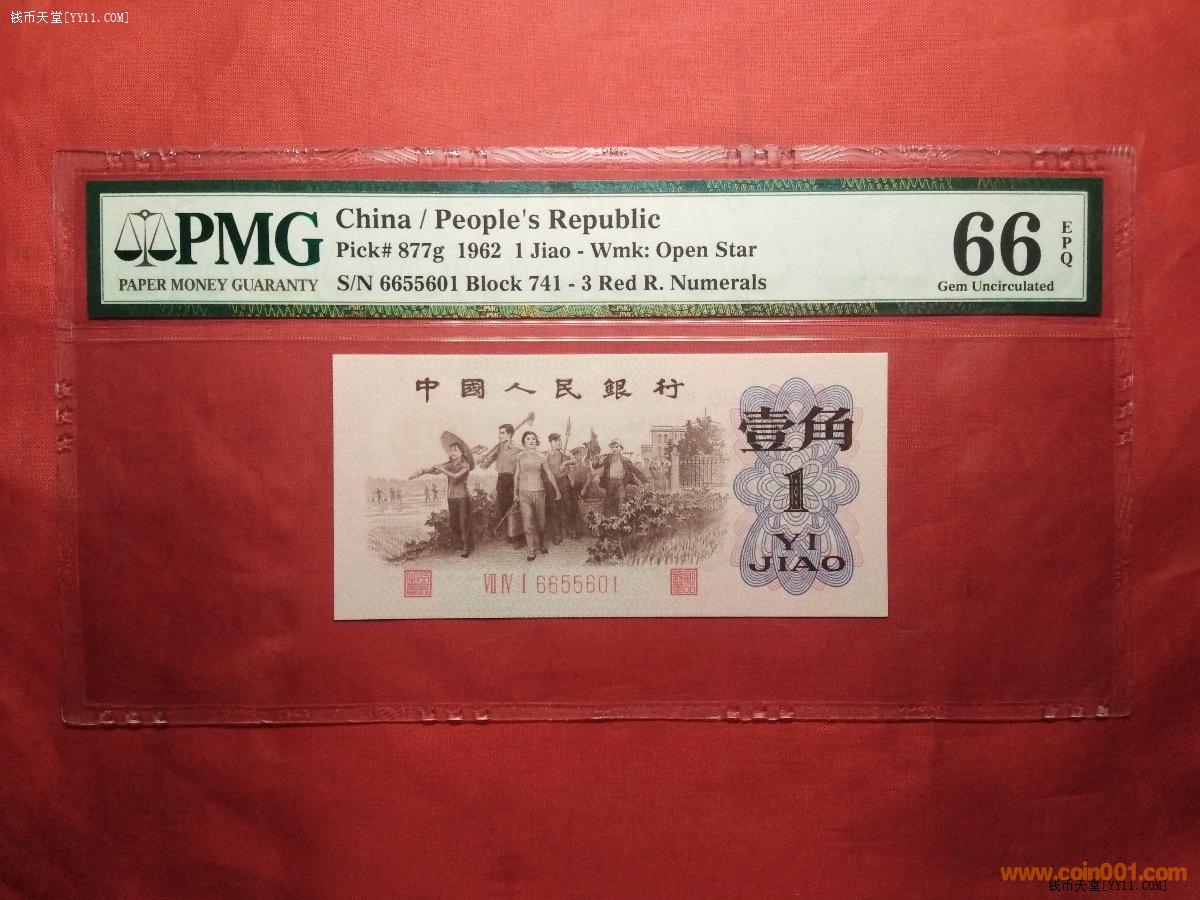 钱币天堂[YY11.COM]
PMG
PMG
PAPER MONEY GUARANTY
China / People's Republic
Pick# 877g 1962 1 Jiao - Wmk: Open Star
S/N 6655601 Block 741 - 3 Red R. Numerals
66
EPQ
Gem Uncirculated
中國人民銀行
壹角
1
YI
JIAO
VII IV I 6655601
www.coin001.com
钱币天堂[YY11.COM]